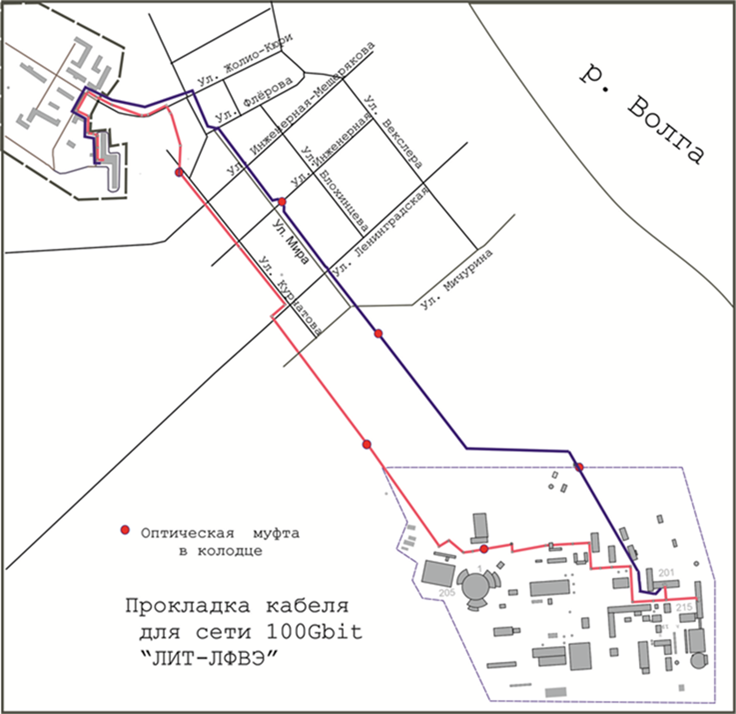 ул. Жолио-Кюри
ул. Флёрова
ул. Инженерная-Мещерякова
ул. Векслера
р. Волга
ул. Инженерная
ул. Блохинцева
ул. Мира
ул. Ленинградская
ул. Мичурина
ул. Курчатова
Оптическая муфта
в колодце
Прокладка кабеля
для сети 100Gbit
“ЛИТ-ЛФВЭ”
1
205
201
215